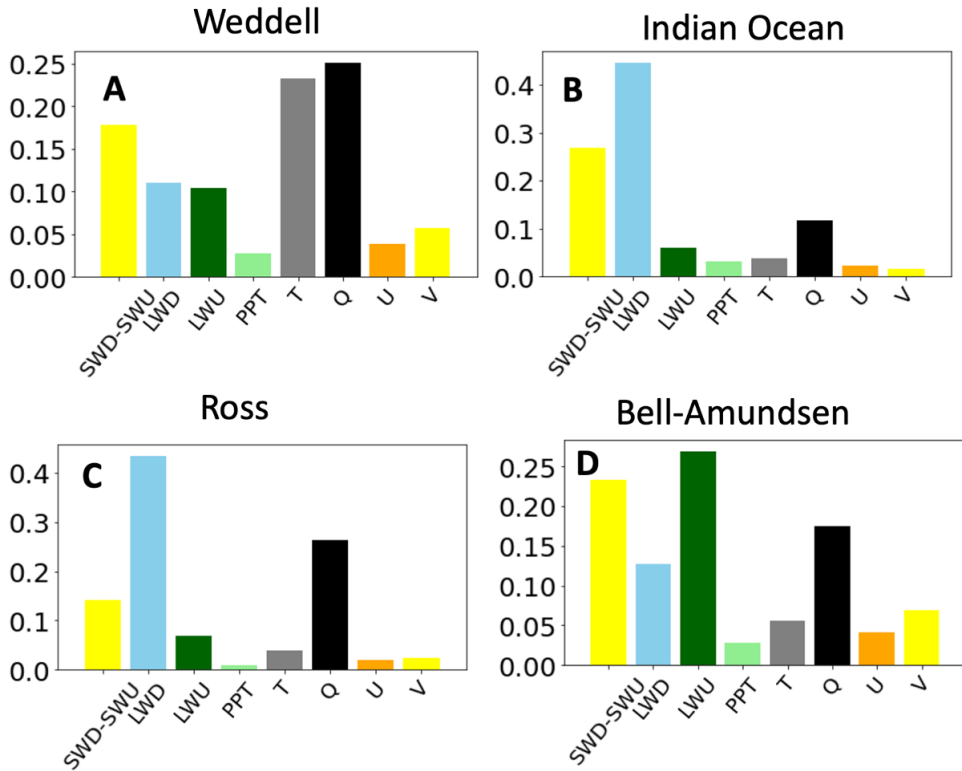 Weddell
Indian Ocean
A
0.25
0.20
0.15
0.10
0.05
0.00
SWD-SWU
LWD
LWU
PPT
T
Q
U
V
B
0.4
0.3
0.2
0.1
0.0
SWD-SWU
LWD
LWU
PPT
T
Q
U
V
Ross
Bell-Amundsen
C
0.4
0.3
0.2
0.1
0.0
SWD-SWU
LWD
LWU
PPT
T
Q
U
V
D
0.25
0.20
0.15
0.10
0.05
0.00
SWD-SWU
LWD
LWU
PPT
T
Q
U
V